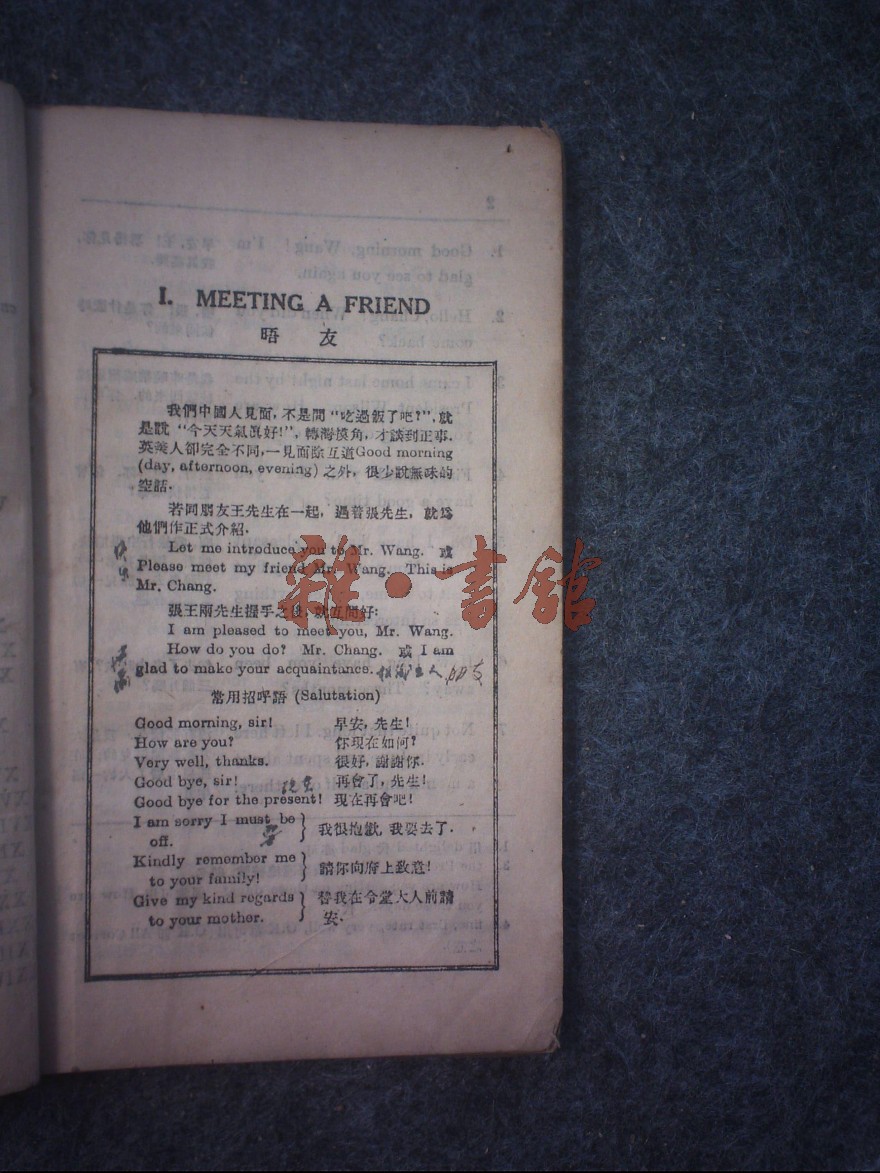 I. MEETING A FRIEND
晤 友
我們中國人見面,不是問“吃過飯了吧?”,就
是說“今天天氣眞好!”,轉灣摸角,才談到正事.
英美人卻完全不同,一見面除互道Good morning
(day, afternoon, evening)之外,很少說無味的
空話.
若同朋友王先生在一起,遇着張先生,就爲
他們作正式介紹.
Let me introduce you to Mr. Wang. 或
Please meet my friend Mr. Wang. This is
Mr. Chang.
張王兩先生握手之後,就互問好:
I am pleased to meet you, Mr. Wang.
How do you do? Mr. Chang. 或 I am
glad to make your acquaintance.
常用招呼語 (Salutation)
Good morning, sir! 早安,先生!
How are you? 你現在如何?
Very well, thanks. 很好,謝謝你.
Good bye, sir! 再會了,先生!
Good bye for the present! 現在再會吧!
I am sorry I must be
off. 我很抱歉,我要去了.
Kindly remember me
to your family! 請你向府上致意!
Give my kind regards 替我在令堂大人前請
to your mother. 安.
雜·書館